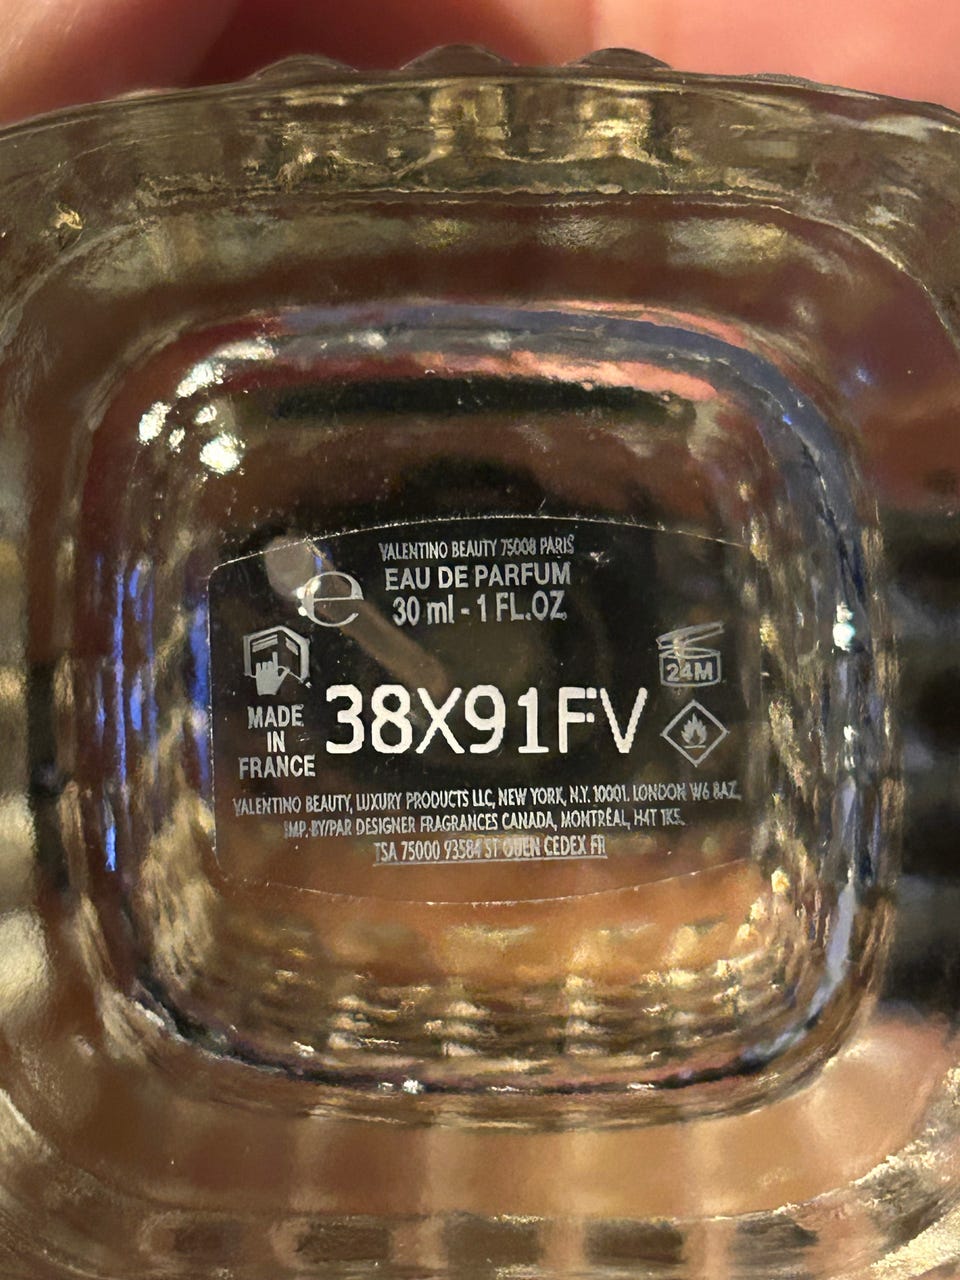 VALENTINO BEAUTY 75008 PARIS
EAU DE PARFUM
e 30 ml - 1 FL.OZ
24M
38X91FV
MADE
IN
FRANCE
VALENTINO BEAUTY, LUXURY PRODUCTS LLC, NEW YORK, N.Y. 10001. LONDON W6 8AZ.
IMP. BY/PAR DESIGNER FRAGRANCES CANADA, MONTRÉAL, H4T 1K5.
TSA 75000 93584 ST OUEN CEDEX FR